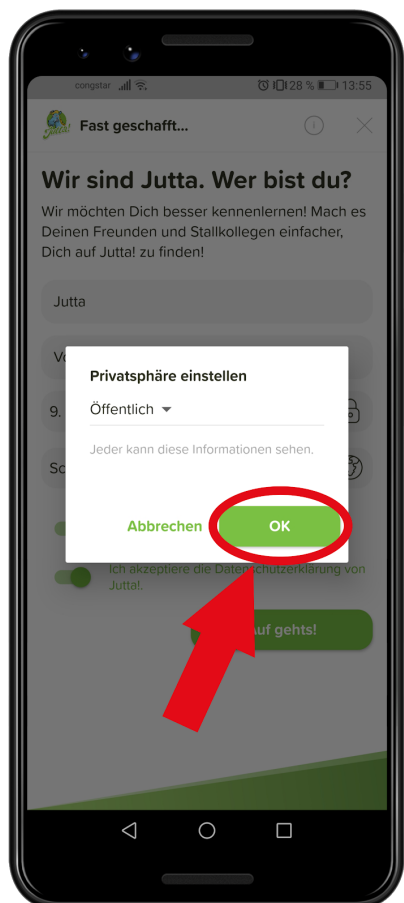 congstar 28 % 13:55
Jutta!
Fast geschafft...
Wir sind Jutta. Wer bist du?
Wir möchten Dich besser kennenlernen! Mach es
Deinen Freunden und Stallkollegen einfacher,
Dich auf Jutta! zu finden!
Jutta
Privatsphäre einstellen
9.
Öffentlich
Jeder kann diese Informationen sehen.
Abbrechen OK
Ich akzeptiere die Datenschutzerklärung von
Jutta!.
Auf gehts!